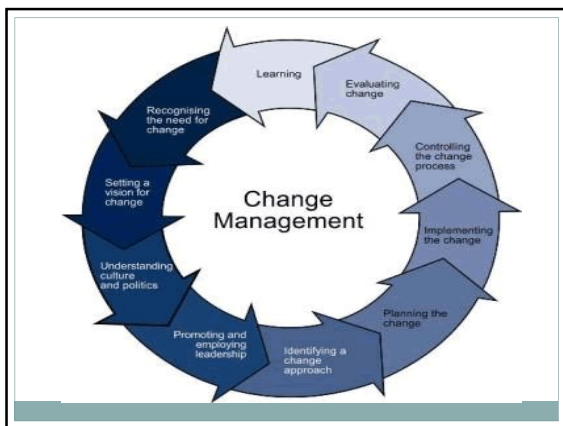 Change
Management
Learning
Recognising
the need for
change
Setting a
vision for
change
Understanding
culture
and politics
Promoting and
employing
leadership
Identifying a
change
approach
Planning the
change
Implementing
the change
Controlling
the change
process
Evaluating
change